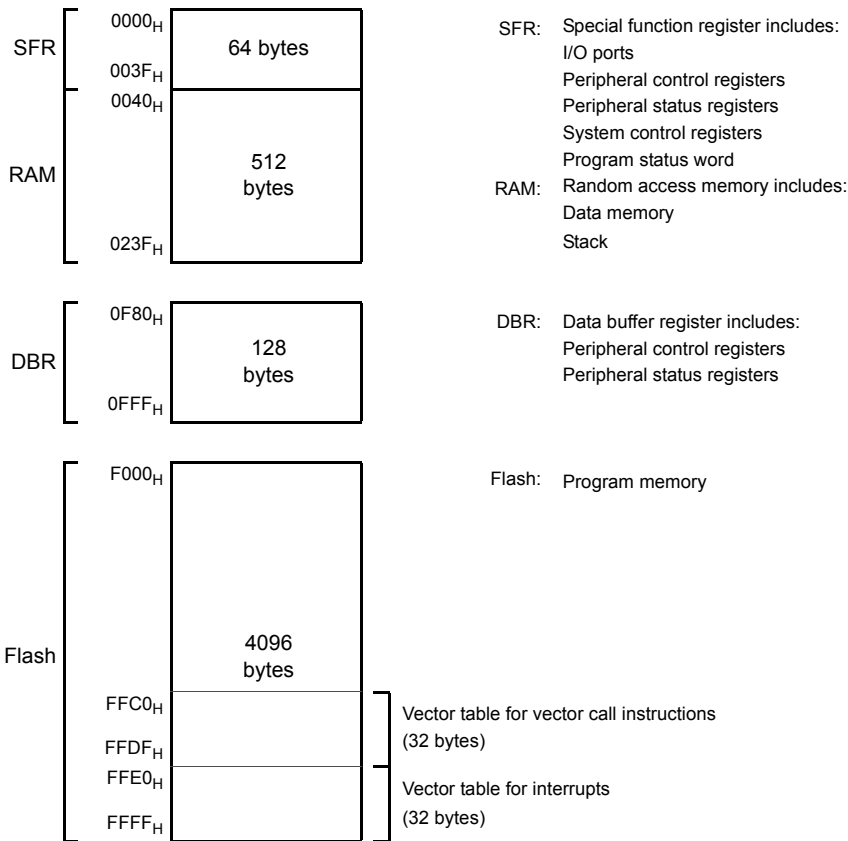 0000H
SFR
64 bytes
003FH
0040H
RAM
512
bytes
023FH
SFR: Special function register includes:
I/O ports
Peripheral control registers
Peripheral status registers
System control registers
Program status word
RAM: Random access memory includes:
Data memory
Stack
0F80H
DBR
128
bytes
0FFFH
DBR: Data buffer register includes:
Peripheral control registers
Peripheral status registers
F000H
Flash: Program memory
Flash
4096
bytes
FFC0H
FFDFH
Vector table for vector call instructions
(32 bytes)
FFE0H
FFFFH
Vector table for interrupts
(32 bytes)